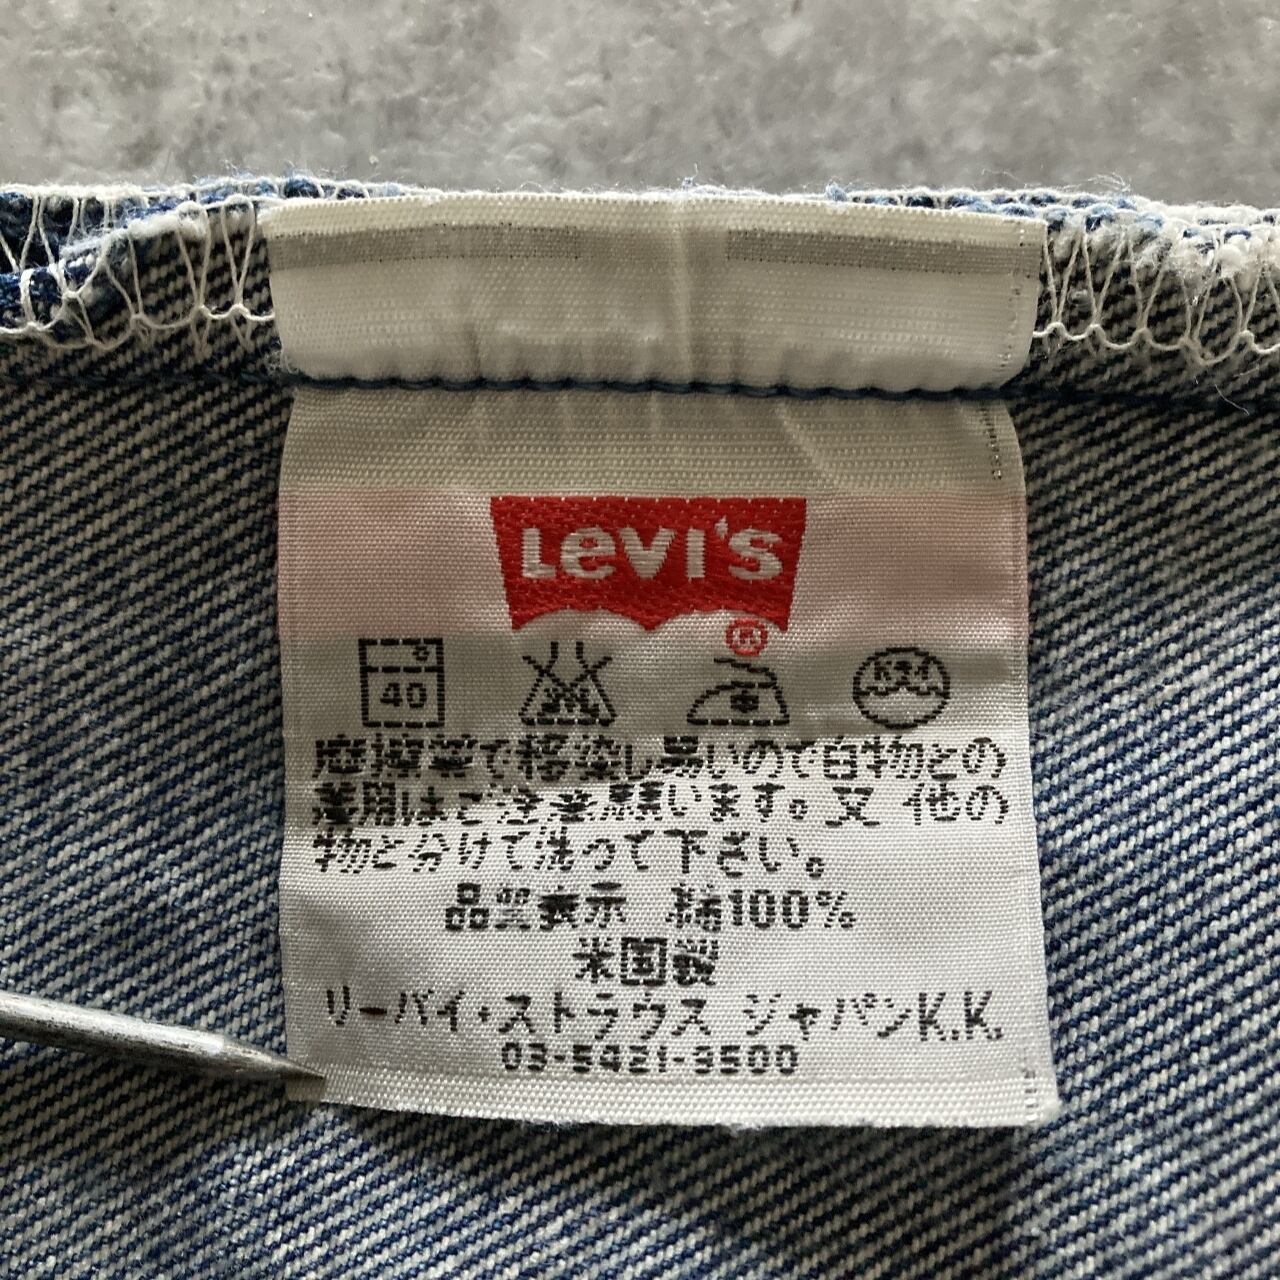 Levi's
®
40
摩擦等で移染し易いので白物との
着用はご注意願います。又 他の
物と分けて洗って下さい。
品質表示 綿100%
米国製
リーバイ・ストラウス ジャパンK.K.
03-5421-3500